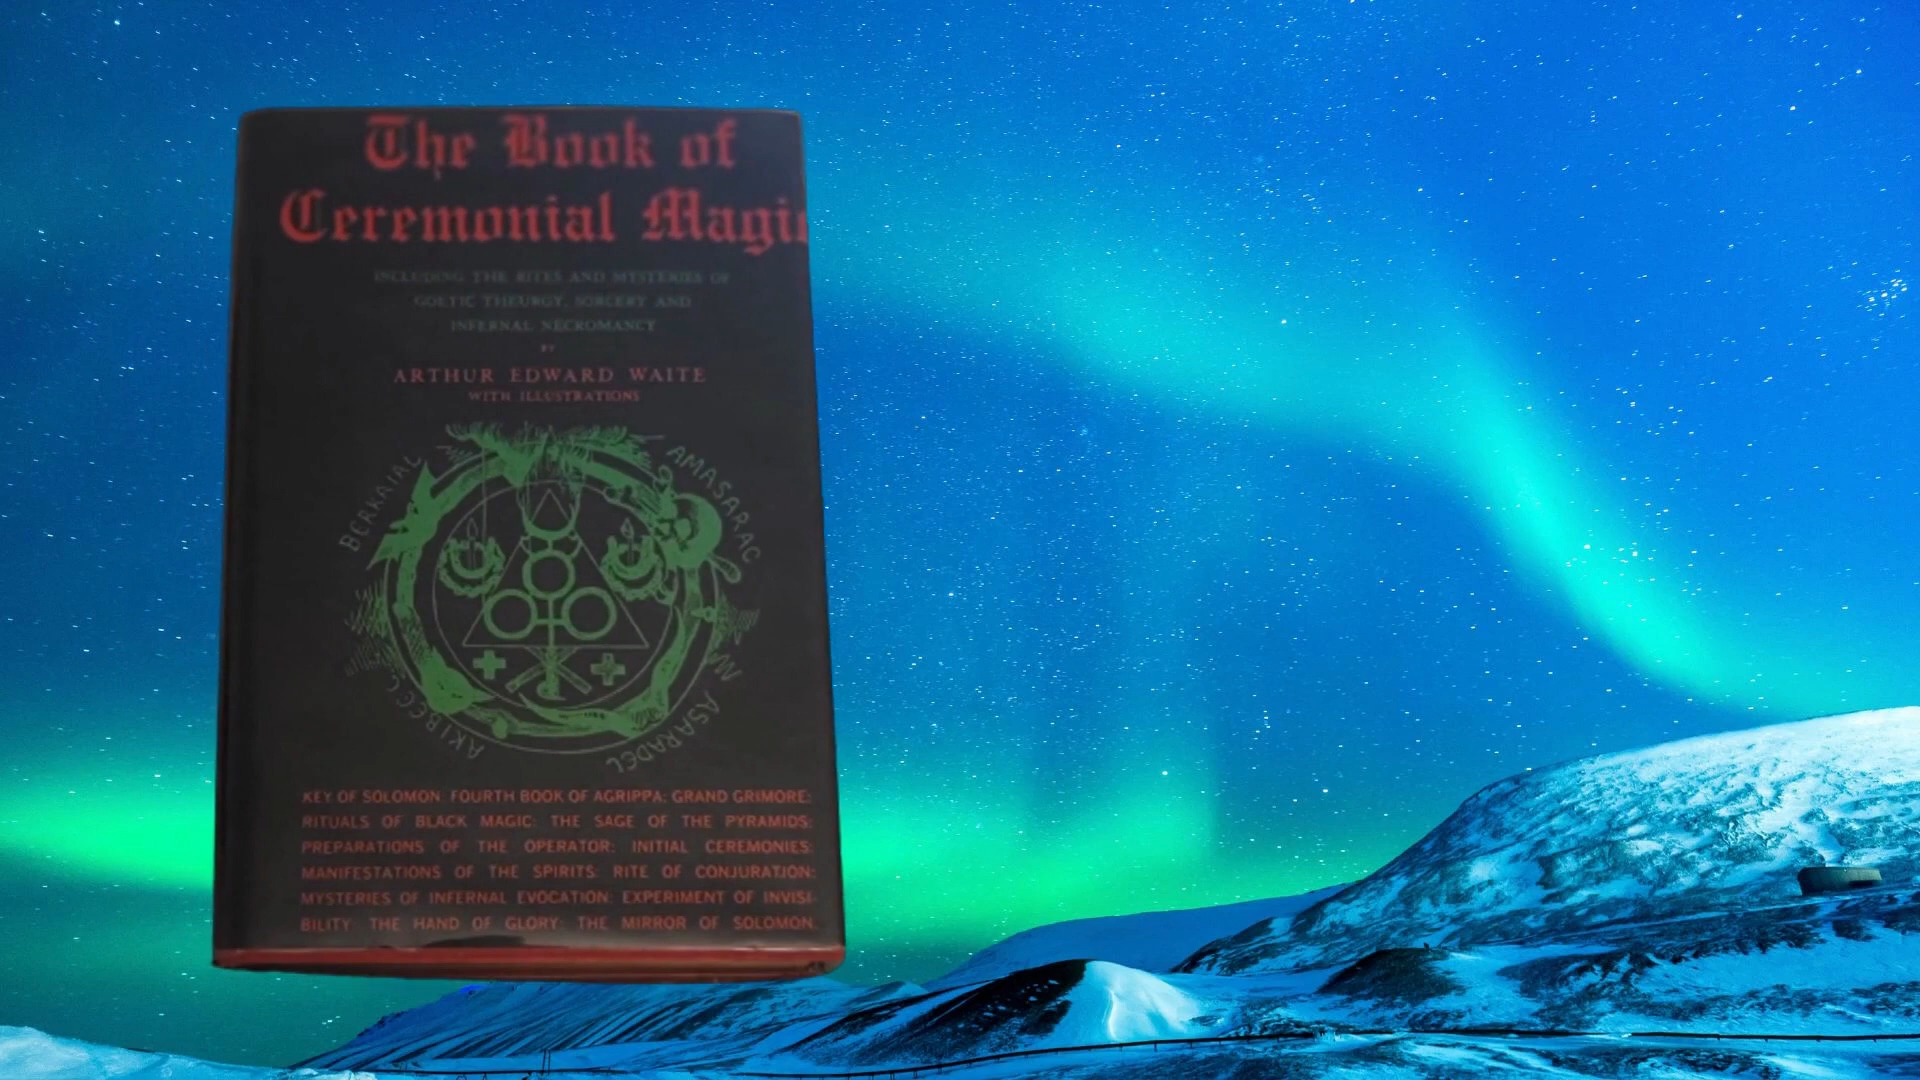 The Book of
Ceremonial Magic
INCLUDING THE RITES AND MYSTERIES OF
GOETIC THEURGY, SORCERY AND
INFERNAL NECROMANCY
BY
ARTHUR EDWARD WAITE
WITH ILLUSTRATIONS
BERKAIAL
AMASARAC
ASARADEL
KEY OF SOLOMON: FOURTH BOOK OF AGRIPPA: GRAND GRIMORE:
RITUALS OF BLACK MAGIC: THE SAGE OF THE PYRAMIDS:
PREPARATIONS OF THE OPERATOR: INITIAL CEREMONIES:
MANIFESTATIONS OF THE SPIRITS: RITE OF CONJURATION:
MYSTERIES OF INFERNAL EVOCATION: EXPERIMENT OF INVISI-
BILITY: THE HAND OF GLORY: THE MIRROR OF SOLOMON.